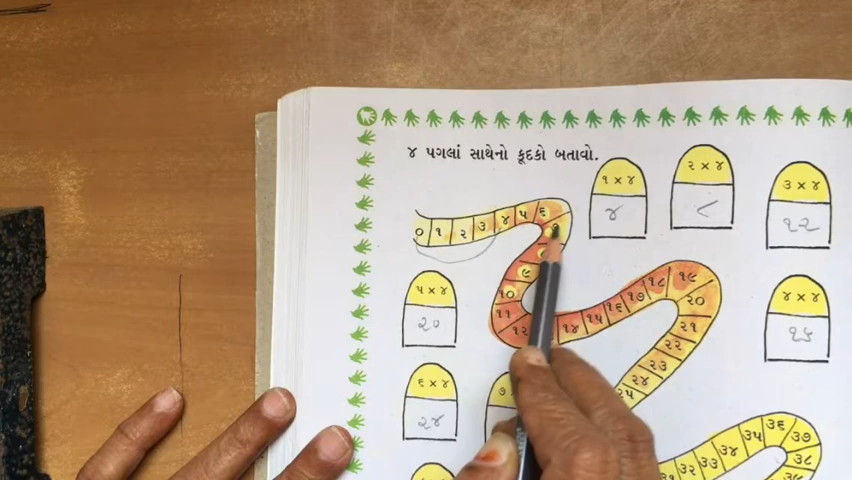 ૪ પગલાં સાથેનો કૂદકો બતાવો.
૧ × ૪
૪
૨ × ૪
૮
૩ × ૪
૧૨
૦ ૧ ૨ ૩ ૪ ૫ ૬ ૭
૯ ૧૦ ૧૧ ૧૨
૧૪ ૧૫ ૧૬ ૧૭ ૧૮ ૧૯ ૨૦ ૨૧ ૨૨ ૨૩ ૨૪ ૨૫
૫ × ૪
૨૦
૪ × ૪
૧૬
૬ × ૪
૨૪
૩૨ ૩૩ ૩૪ ૩૫ ૩૬ ૩૭ ૩૮